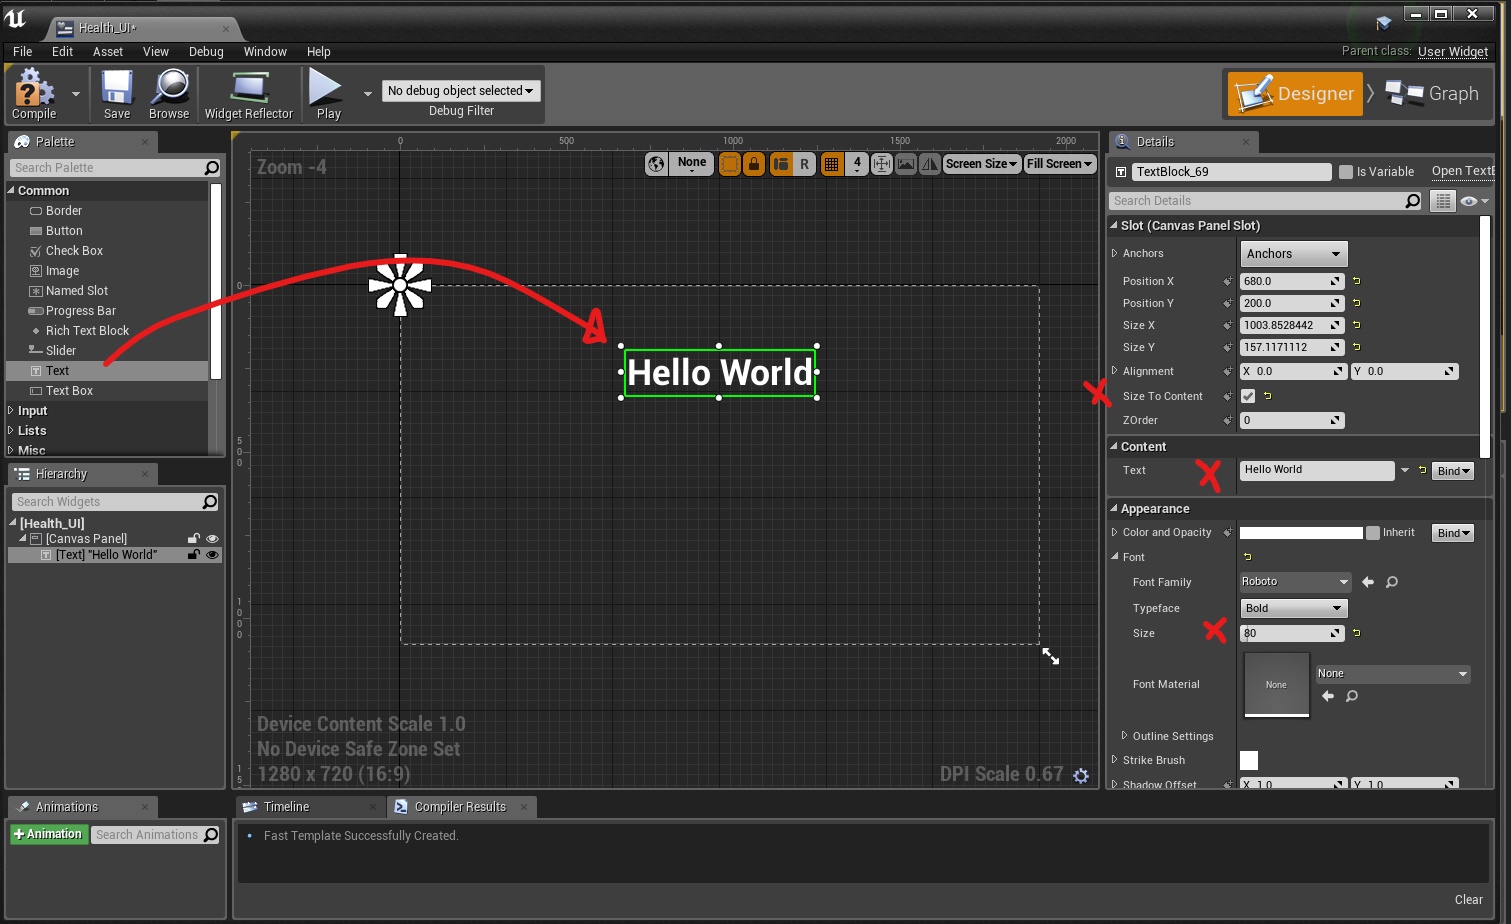 Health_UI*
File Edit Asset View Debug Window Help
Parent class: User Widget
Compile Save Browse Widget Reflector Play
No debug object selected
Debug Filter
Designer Graph
Palette
Search Palette
Common
Border
Button
Check Box
Image
Named Slot
Progress Bar
Rich Text Block
Slider
Text
Text Box
Input
Lists
Misc
Hierarchy
Search Widgets
[Health_UI]
[Canvas Panel]
[Text] "Hello World"
Animations
+Animation Search Animations
0 500 1000 1500 2000
Zoom -4
None R 4 Screen Size Fill Screen
0
500
1000
15
Hello World
Device Content Scale 1.0
No Device Safe Zone Set
1280 x 720 (16:9)
DPI Scale 0.67
Timeline Compiler Results
• Fast Template Successfully Created.
Clear
Details
TextBlock_69 Is Variable Open TextB
Search Details
Slot (Canvas Panel Slot)
Anchors Anchors
Position X 680.0
Position Y 200.0
Size X 1003.8528442
Size Y 157.1171112
Alignment X 0.0 Y 0.0
Size To Content
ZOrder 0
Content
Text Hello World Bind
Appearance
Color and Opacity Inherit Bind
Font
Font Family Roboto
Typeface Bold
Size 80
Font Material None None
Outline Settings
Strike Brush
Shadow Offset X 1.0 Y 1.0